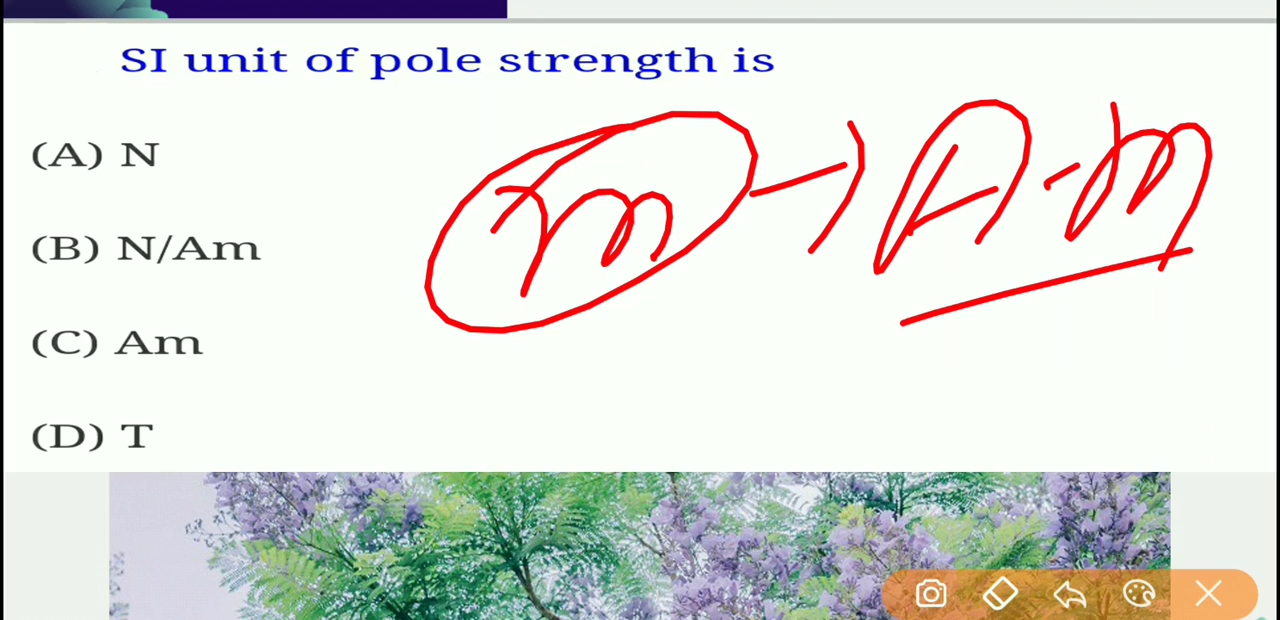 SI unit of pole strength is
m → A-m
(A) N
(B) N/Am
(C) Am
(D) T